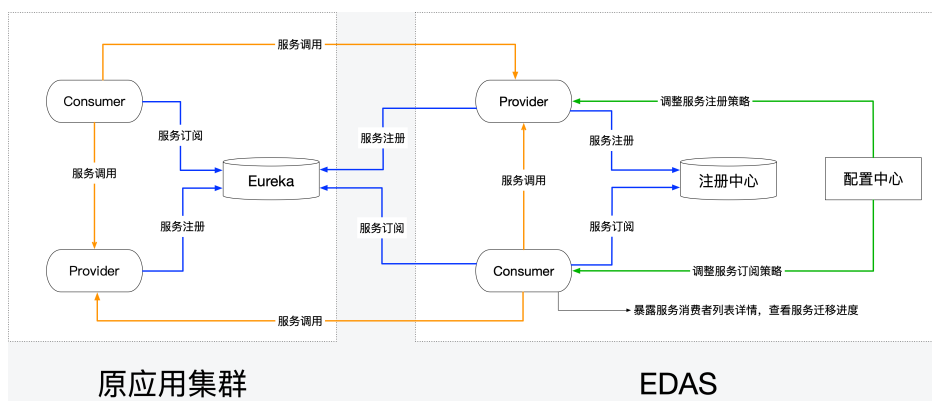 服务调用
Consumer
Provider
调整服务注册策略
服务订阅
服务注册
服务注册
服务调用
Eureka
服务调用
注册中心
配置中心
服务注册
服务订阅
服务订阅
Provider
Consumer
调整服务订阅策略
服务调用
暴露服务消费者列表详情，查看服务迁移进度
原应用集群
EDAS